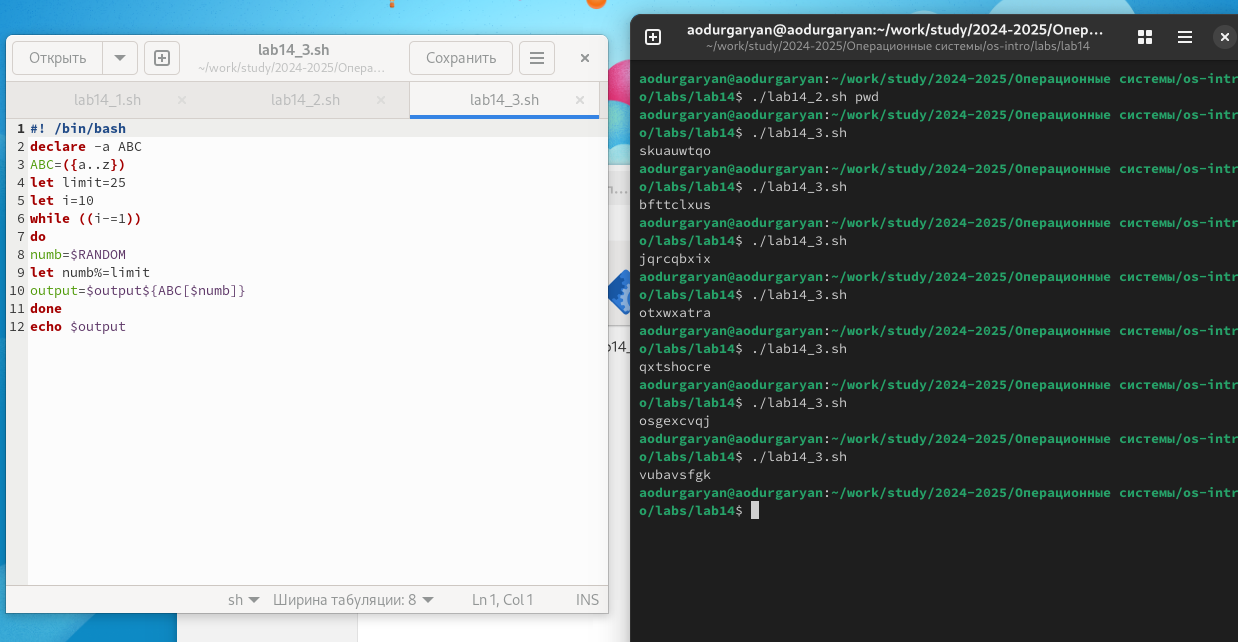 Открыть
lab14_3.sh
~/work/study/2024-2025/Опера…
Сохранить
lab14_1.sh
lab14_2.sh
lab14_3.sh
1 #! /bin/bash
2 declare -a ABC
3 ABC=({a..z})
4 let limit=25
5 let i=10
6 while ((i-=1))
7 do
8 numb=$RANDOM
9 let numb%=limit
10 output=$output${ABC[$numb]}
11 done
12 echo $output
sh
Ширина табуляции: 8
Ln 1, Col 1
INS
aodurgaryan@aodurgaryan:~/work/study/2024-2025/Опер…
~/work/study/2024-2025/Операционные системы/os-intro/labs/lab14
aodurgaryan@aodurgaryan:~/work/study/2024-2025/Операционные системы/os-intr
o/labs/lab14$ ./lab14_2.sh pwd
aodurgaryan@aodurgaryan:~/work/study/2024-2025/Операционные системы/os-intr
o/labs/lab14$ ./lab14_3.sh
skuauwtqo
aodurgaryan@aodurgaryan:~/work/study/2024-2025/Операционные системы/os-intr
o/labs/lab14$ ./lab14_3.sh
bfttclxus
aodurgaryan@aodurgaryan:~/work/study/2024-2025/Операционные системы/os-intr
o/labs/lab14$ ./lab14_3.sh
jqrcqbxix
aodurgaryan@aodurgaryan:~/work/study/2024-2025/Операционные системы/os-intr
o/labs/lab14$ ./lab14_3.sh
otxwxatra
aodurgaryan@aodurgaryan:~/work/study/2024-2025/Операционные системы/os-intr
o/labs/lab14$ ./lab14_3.sh
qxtshocre
aodurgaryan@aodurgaryan:~/work/study/2024-2025/Операционные системы/os-intr
o/labs/lab14$ ./lab14_3.sh
osgexcvqj
aodurgaryan@aodurgaryan:~/work/study/2024-2025/Операционные системы/os-intr
o/labs/lab14$ ./lab14_3.sh
vubavsfgk
aodurgaryan@aodurgaryan:~/work/study/2024-2025/Операционные системы/os-intr
o/labs/lab14$